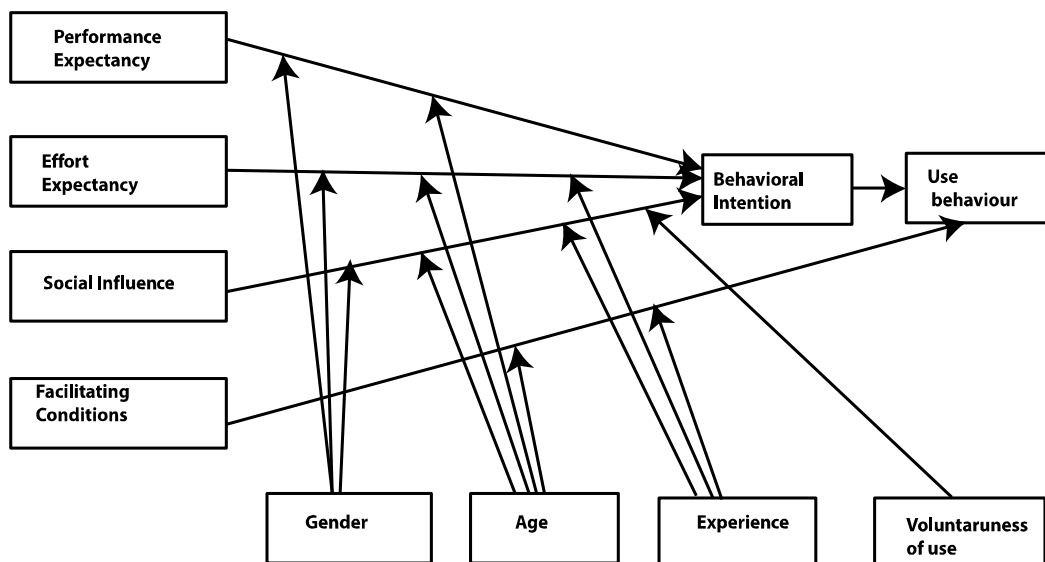 Performance
Expectancy
Effort
Expectancy
Behavioral
Intention
Use
behaviour
Social Influence
Facilitating
Conditions
Gender
Age
Experience
Voluntaruness
of use